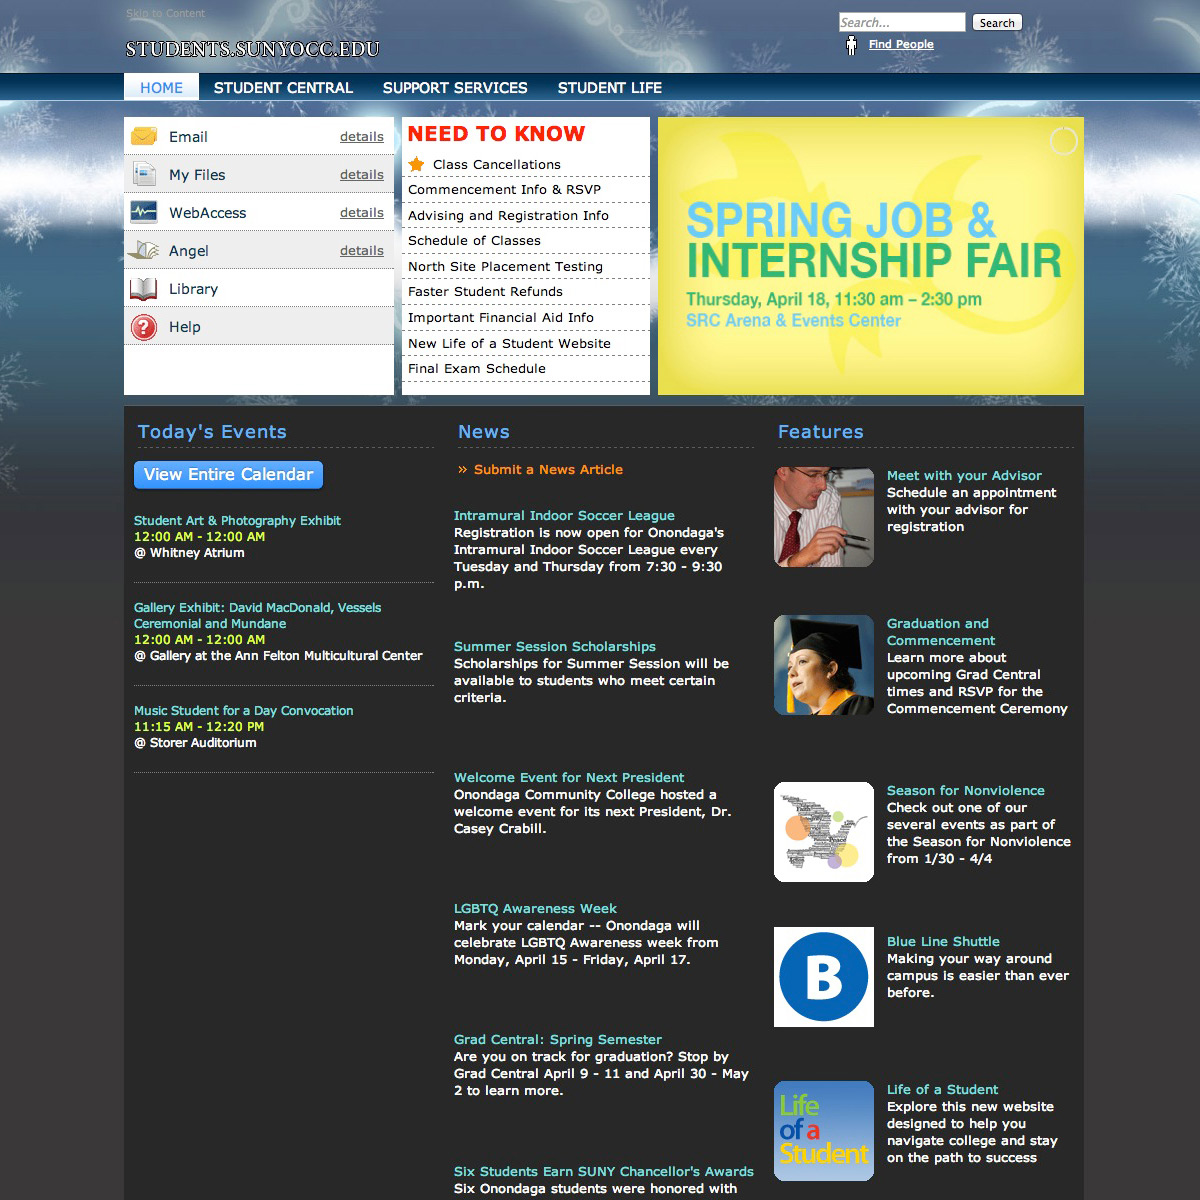 Skip to Content
STUDENTS.SUNYOCC.EDU
Search...
Search
Find People
HOME
STUDENT CENTRAL
SUPPORT SERVICES
STUDENT LIFE
Email
details
My Files
details
WebAccess
details
Angel
details
Library
Help
NEED TO KNOW
Class Cancellations
Commencement Info & RSVP
Advising and Registration Info
Schedule of Classes
North Site Placement Testing
Faster Student Refunds
Important Financial Aid Info
New Life of a Student Website
Final Exam Schedule
SPRING JOB &
INTERNSHIP FAIR
Thursday, April 18, 11:30 am – 2:30 pm
SRC Arena & Events Center
Today's Events
View Entire Calendar
Student Art & Photography Exhibit
12:00 AM - 12:00 AM
@ Whitney Atrium
Gallery Exhibit: David MacDonald, Vessels
Ceremonial and Mundane
12:00 AM - 12:00 AM
@ Gallery at the Ann Felton Multicultural Center
Music Student for a Day Convocation
11:15 AM - 12:20 PM
@ Storer Auditorium
News
» Submit a News Article
Intramural Indoor Soccer League
Registration is now open for Onondaga's
Intramural Indoor Soccer League every
Tuesday and Thursday from 7:30 - 9:30
p.m.
Summer Session Scholarships
Scholarships for Summer Session will be
available to students who meet certain
criteria.
Welcome Event for Next President
Onondaga Community College hosted a
welcome event for its next President, Dr.
Casey Crabill.
LGBTQ Awareness Week
Mark your calendar -- Onondaga will
celebrate LGBTQ Awareness week from
Monday, April 15 - Friday, April 17.
Grad Central: Spring Semester
Are you on track for graduation? Stop by
Grad Central April 9 - 11 and April 30 - May
2 to learn more.
Six Students Earn SUNY Chancellor's Awards
Six Onondaga students were honored with
Features
Meet with your Advisor
Schedule an appointment
with your advisor for
registration
Graduation and
Commencement
Learn more about
upcoming Grad Central
times and RSVP for the
Commencement Ceremony
Season for Nonviolence
Check out one of our
several events as part of
the Season for Nonviolence
from 1/30 - 4/4
B
Blue Line Shuttle
Making your way around
campus is easier than ever
before.
Life
of a
Student
Life of a Student
Explore this new website
designed to help you
navigate college and stay
on the path to success